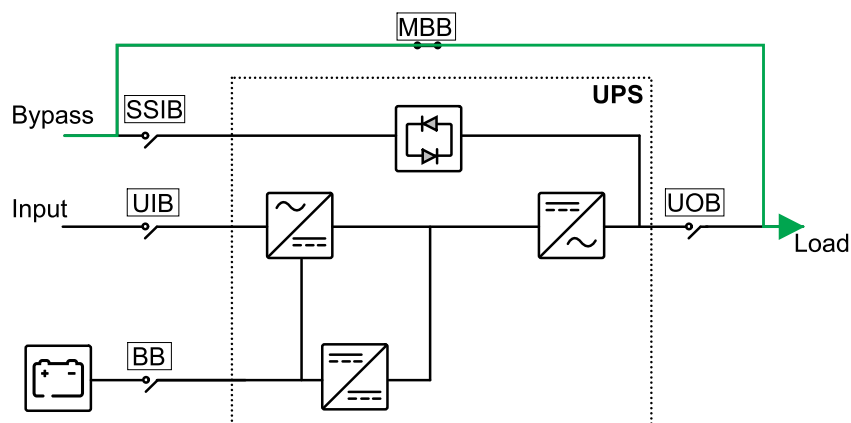 MBB
UPS
Bypass
SSIB
Input
UIB
UOB
Load
BB